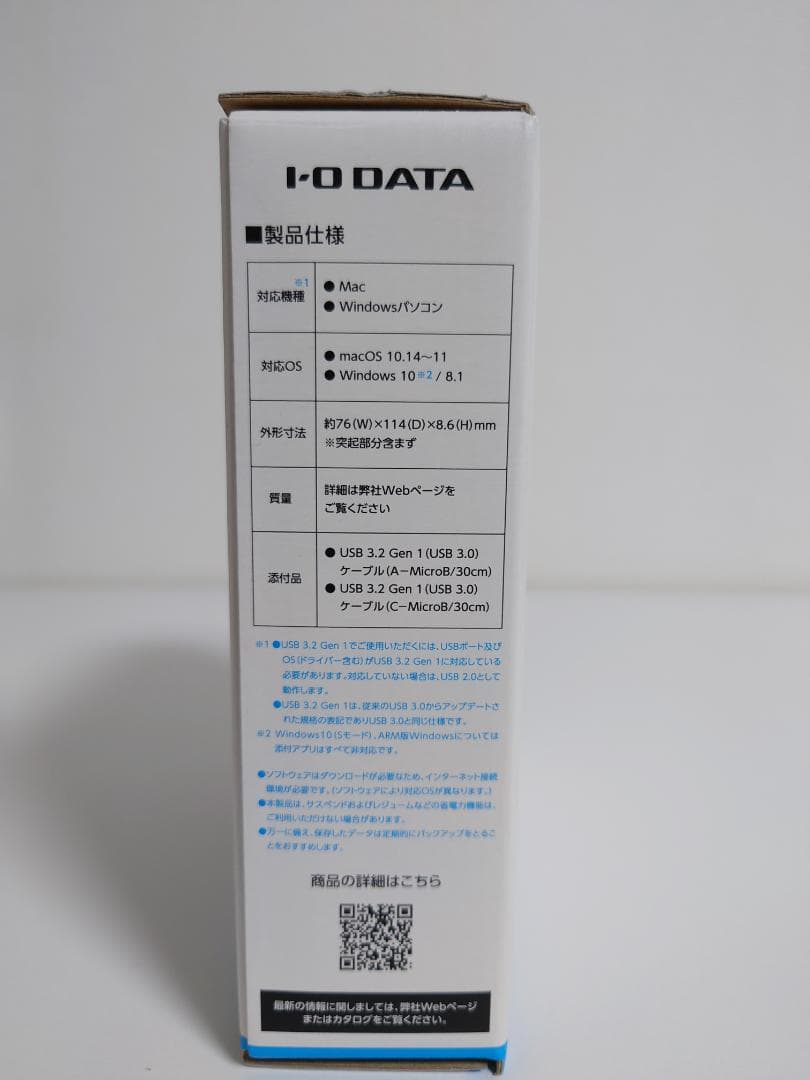 I-O DATA
■製品仕様
対応機種※1
● Mac
● Windowsパソコン
対応OS
● macOS 10.14～11
● Windows 10※2 / 8.1
外形寸法
約76(W)×114(D)×8.6(H)mm
※突起部分含まず
質量
詳細は弊社Webページを
ご覧ください
添付品
● USB 3.2 Gen 1(USB 3.0)
ケーブル(A-MicroB/30cm)
● USB 3.2 Gen 1(USB 3.0)
ケーブル(C-MicroB/30cm)
※1 ●USB 3.2 Gen 1でご使用いただくには、USBポート及び
OS(ドライバー含む)がUSB 3.2 Gen 1に対応している
必要があります。対応していない場合は、USB 2.0として
動作します。
●USB 3.2 Gen 1は、従来のUSB 3.0からアップデートさ
れた規格の表記でありUSB 3.0と同じ仕様です。
※2 Windows10(Sモード)、ARM版Windowsについては
添付アプリはすべて非対応です。
●ソフトウェアはダウンロードが必要なため、インターネット接続
環境が必要です。(ソフトウェアにより対応OSが異なります。)
●本製品は、サスペンドおよびレジュームなどの省電力機能は、
ご利用いただけない場合があります。
●万一に備え、保存したデータは定期的にバックアップをとるこ
とをおすすめします。
商品の詳細はこちら
最新の情報に関しましては、弊社Webページ
またはカタログをご覧ください。